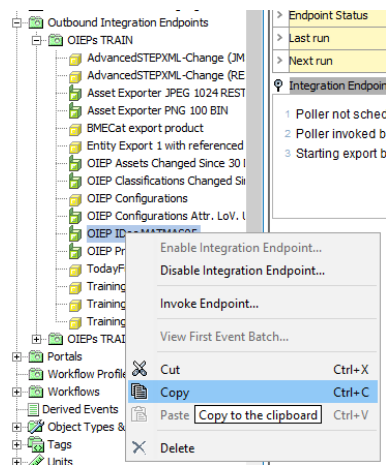 Outbound Integration Endpoints
OIEPs TRAIN
AdvancedSTEPXML-Change (JM
AdvancedSTEPXML-Change (RE
Asset Exporter JPEG 1024 REST
Asset Exporter PNG 100 BIN
BMECat export product
Entity Export 1 with referenced
OIEP Assets Changed Since 30
OIEP Classifications Changed Si
OIEP Configurations
OIEP Configurations Attr. LoV.
OIEP IDoc MATMAS05
OIEP Pr
TodayF
Training
Training
Training
OIEPs TRAI
Portals
Workflow Profile
Workflows
Derived Events
Object Types &
Tags
Units
> Endpoint Status
> Last run
> Next run
Integration Endpoin
1 Poller not sched
2 Poller invoked b
3 Starting export b
Enable Integration Endpoint...
Disable Integration Endpoint...
Invoke Endpoint...
View First Event Batch...
Cut Ctrl+X
Copy Ctrl+C
Paste Ctrl+V
Copy to the clipboard
Delete